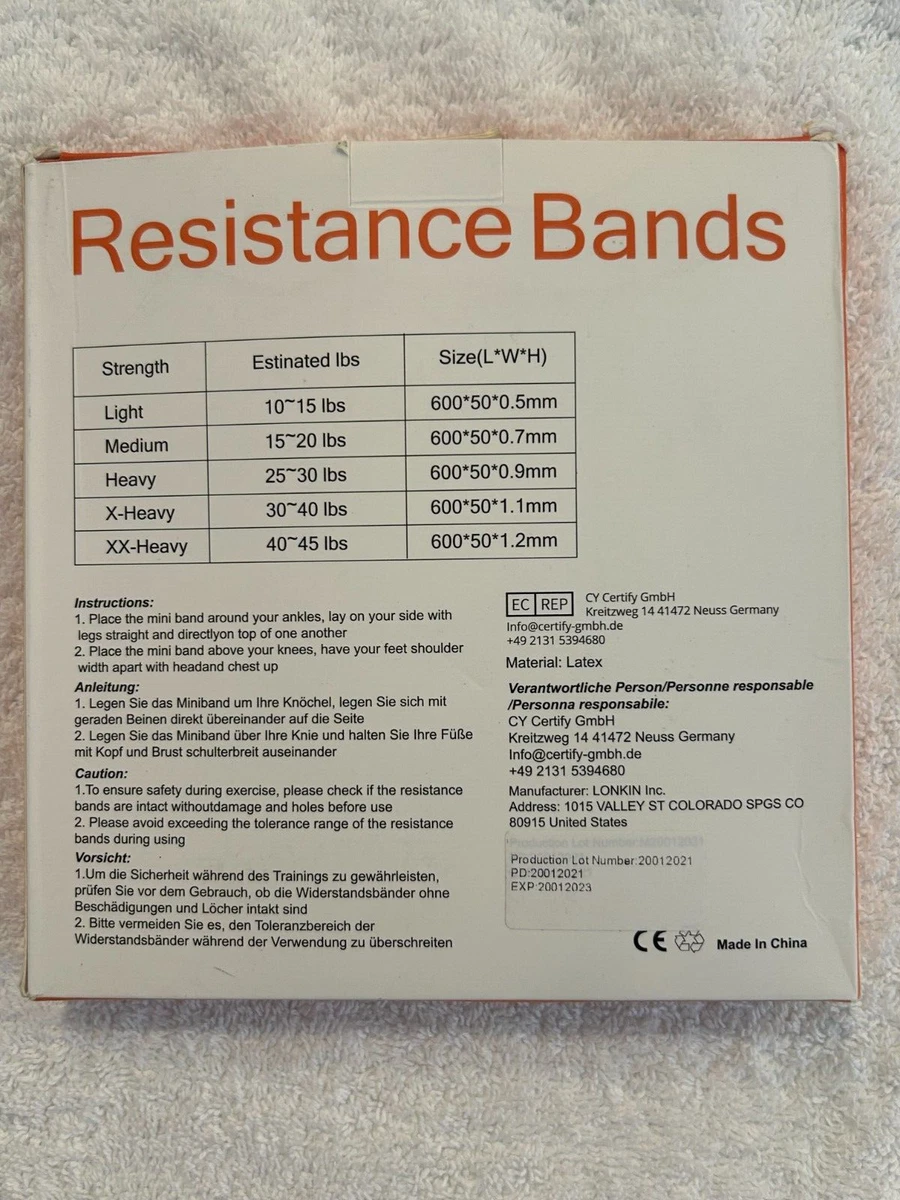 Resistance Bands
Strength Estinated lbs Size(L*W*H)
Light 10~15 lbs 600*50*0.5mm
Medium 15~20 lbs 600*50*0.7mm
Heavy 25~30 lbs 600*50*0.9mm
X-Heavy 30~40 lbs 600*50*1.1mm
XX-Heavy 40~45 lbs 600*50*1.2mm
Instructions:
1. Place the mini band around your ankles, lay on your side with
legs straight and directlyon top of one another
2. Place the mini band above your knees, have your feet shoulder
width apart with headand chest up
Anleitung:
1. Legen Sie das Miniband um Ihre Knöchel, legen Sie sich mit
geraden Beinen direkt übereinander auf die Seite
2. Legen Sie das Miniband über Ihre Knie und halten Sie Ihre Füße
mit Kopf und Brust schulterbreit auseinander
Caution:
1.To ensure safety during exercise, please check if the resistance
bands are intact withoutdamage and holes before use
2. Please avoid exceeding the tolerance range of the resistance
bands during using
Vorsicht:
1.Um die Sicherheit während des Trainings zu gewährleisten,
prüfen Sie vor dem Gebrauch, ob die Widerstandsbänder ohne
Beschädigungen und Löcher intakt sind
2. Bitte vermeiden Sie es, den Toleranzbereich der
Widerstandsbänder während der Verwendung zu überschreiten
EC REP CY Certify GmbH
Kreitzweg 14 41472 Neuss Germany
Info@certify-gmbh.de
+49 2131 5394680
Material: Latex
Verantwortliche Person/Personne responsable
/Personna responsabile:
CY Certify GmbH
Kreitzweg 14 41472 Neuss Germany
Info@certify-gmbh.de
+49 2131 5394680
Manufacturer: LONKIN Inc.
Address: 1015 VALLEY ST COLORADO SPGS CO
80915 United States
Production Lot Number:20012021
PD:20012021
EXP:20012023
CE Made In China